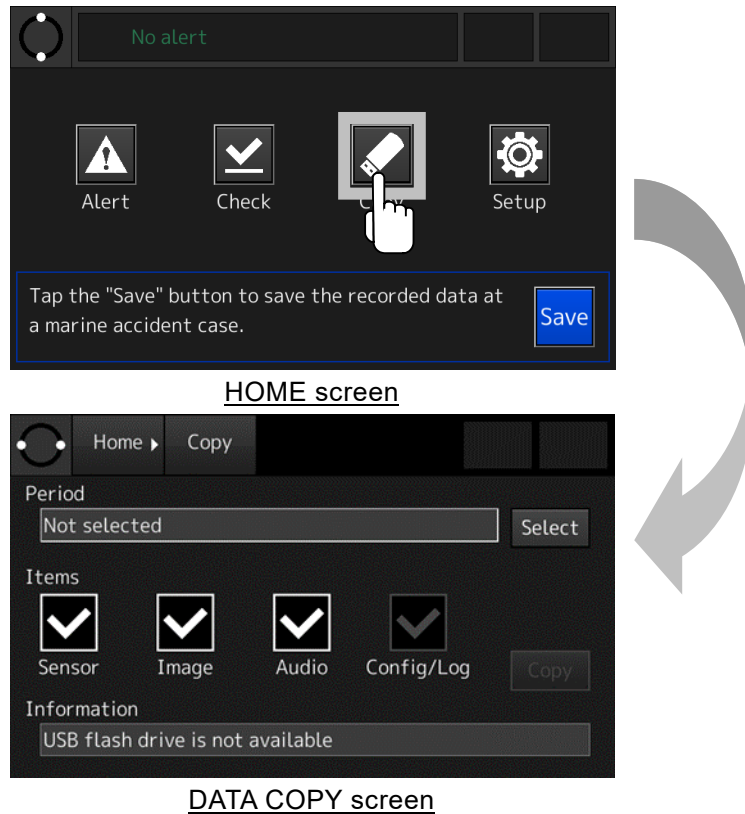 No alert
Alert Check Copy Setup
Tap the "Save" button to save the recorded data at
a marine accident case.
Save
HOME screen
Home Copy
Period
Not selected
Select
Items
Sensor Image Audio Config/Log
Copy
Information
USB flash drive is not available
DATA COPY screen